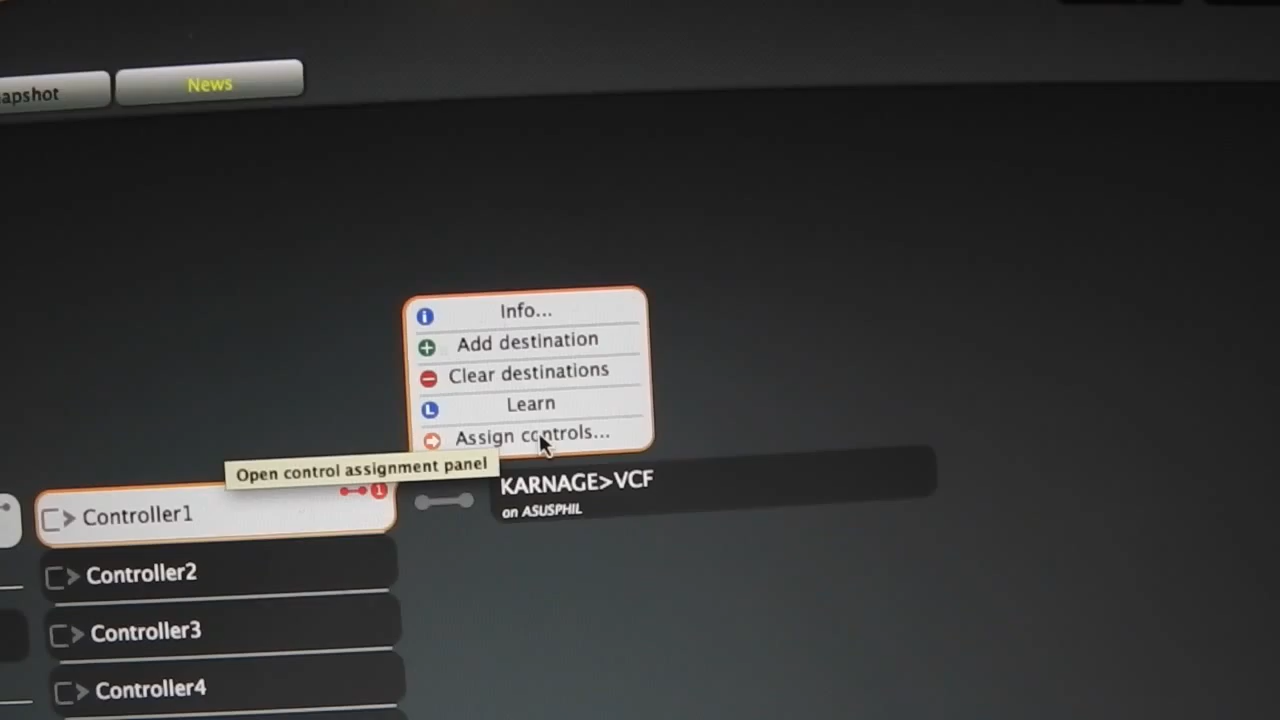 apshot
News
Info...
Add destination
Clear destinations
Learn
Assign controls...
Open control assignment panel
1
KARNAGE>VCF
on ASUSPHIL
Controller1
Controller2
Controller3
Controller4